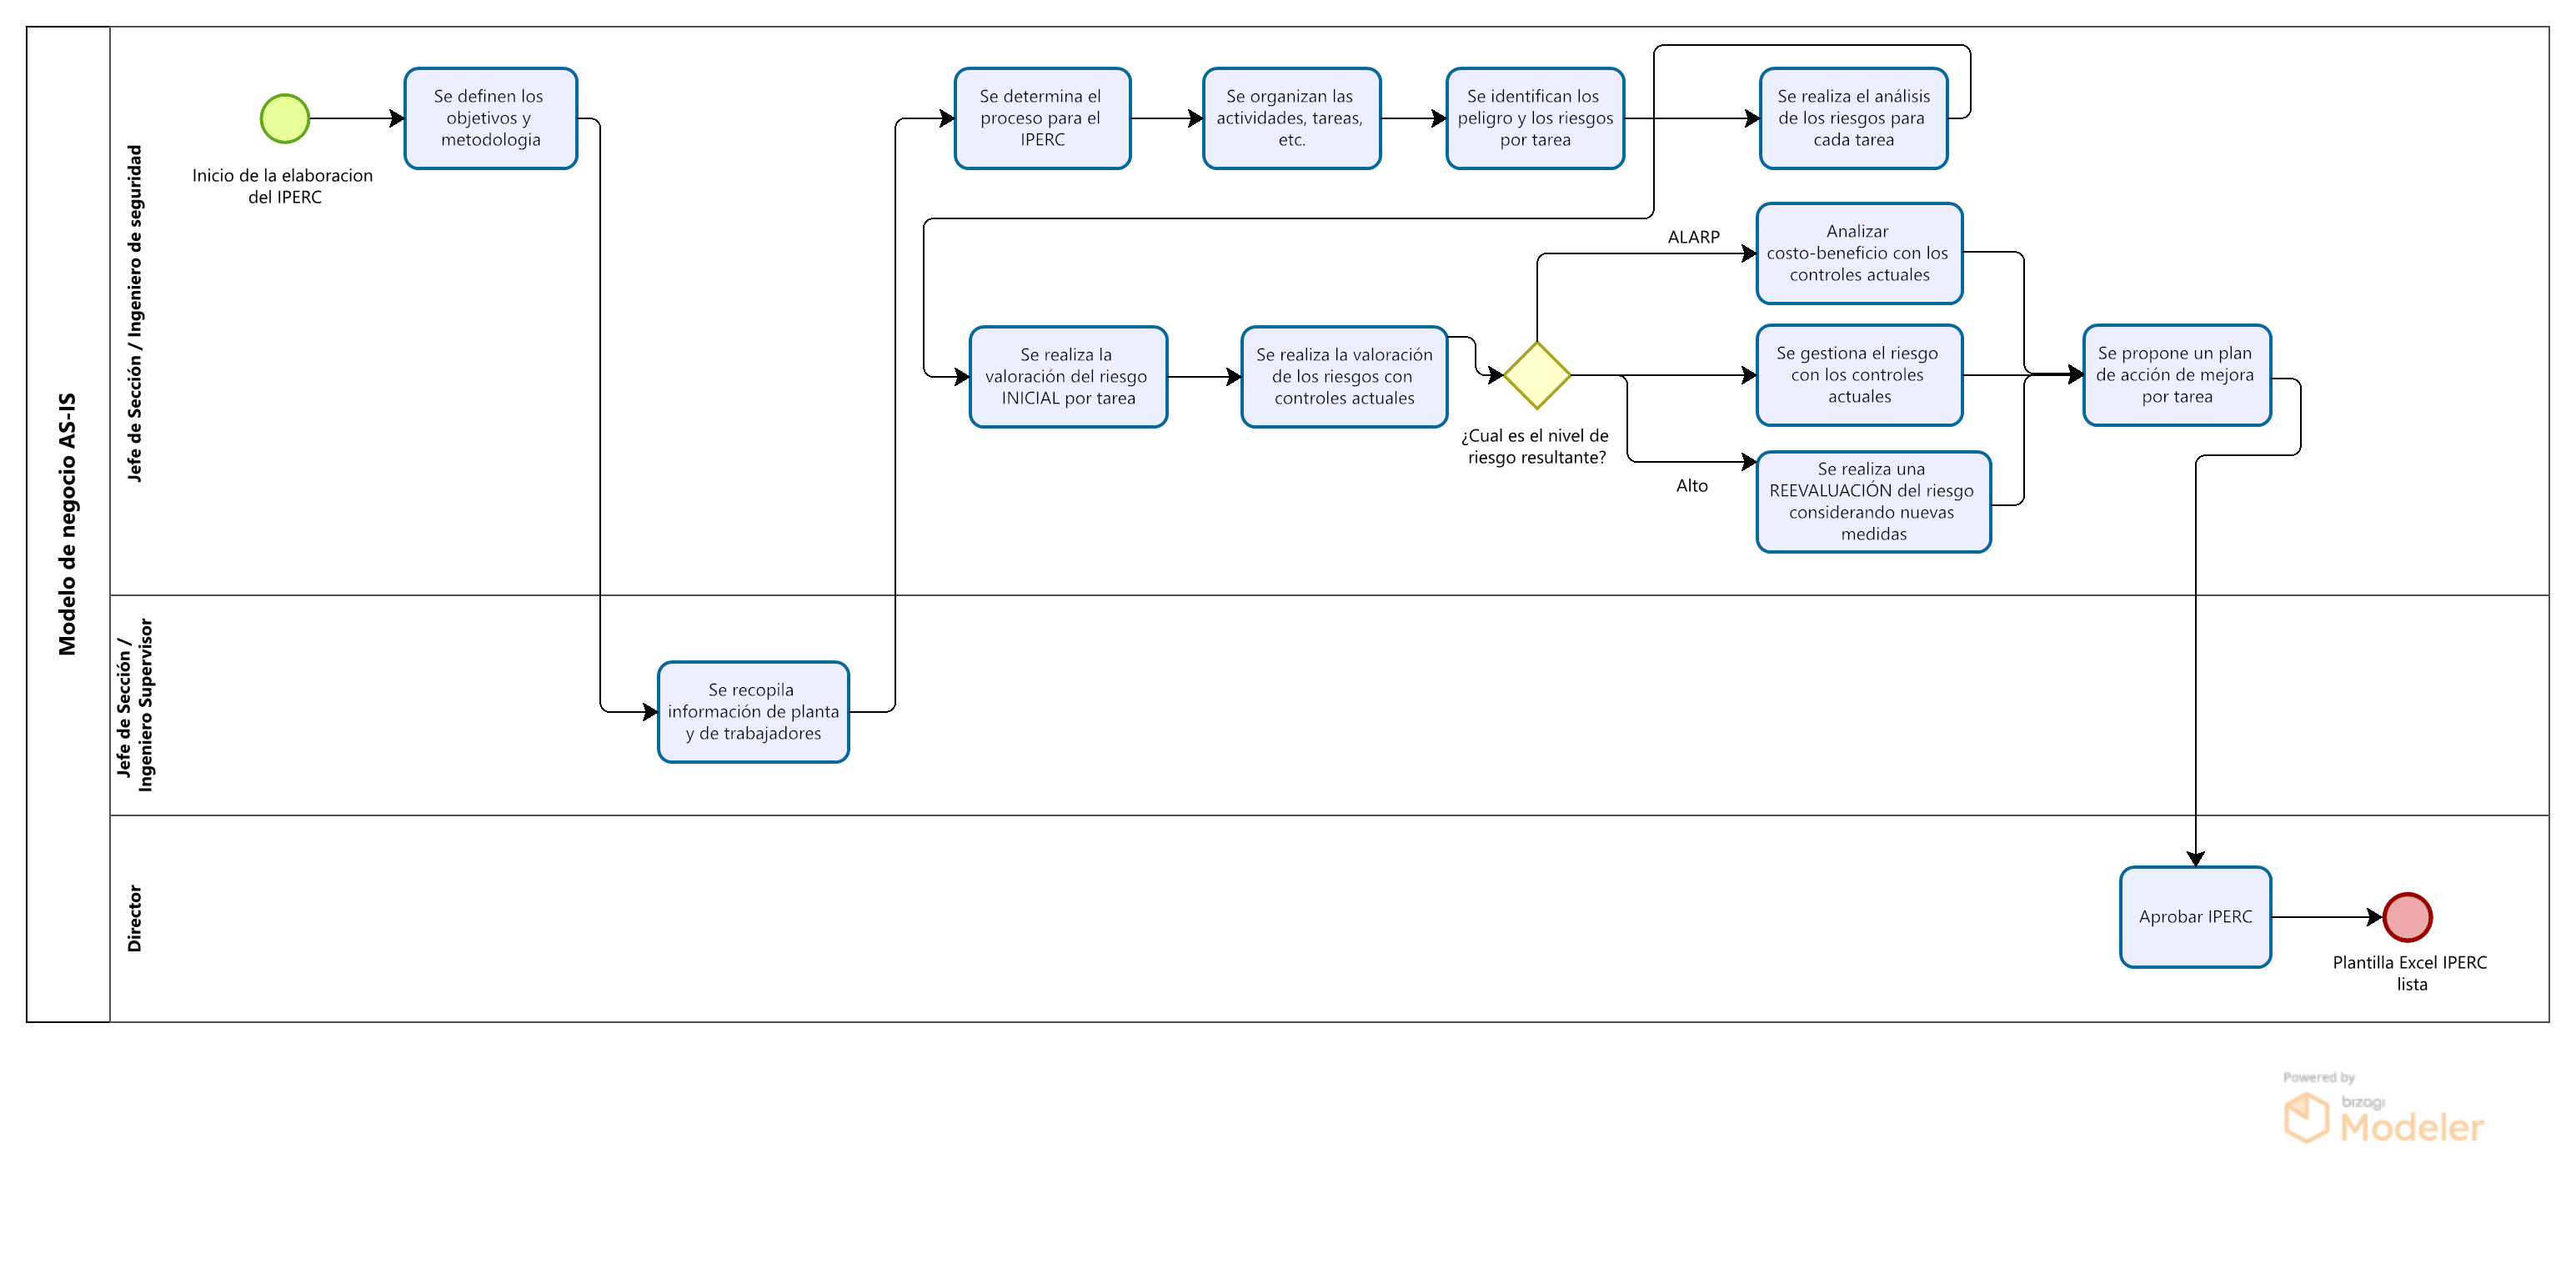 Modelo de negocio AS-IS
Jefe de Sección / Ingeniero de seguridad
Inicio de la elaboracion
del IPERC
Se definen los
objetivos y
metodologia
Se determina el
proceso para el
IPERC
Se organizan las
actividades, tareas,
etc.
Se identifican los
peligro y los riesgos
por tarea
Se realiza el análisis
de los riesgos para
cada tarea
Se realiza la
valoración del riesgo
INICIAL por tarea
Se realiza la valoración
de los riesgos con
controles actuales
¿Cual es el nivel de
riesgo resultante?
ALARP
Analizar
costo-beneficio con los
controles actuales
Se gestiona el riesgo
con los controles
actuales
Alto
Se realiza una
REEVALUACIÓN del riesgo
considerando nuevas
medidas
Se propone un plan
de acción de mejora
por tarea
Jefe de Sección /
Ingeniero Supervisor
Se recopila
información de planta
y de trabajadores
Director
Aprobar IPERC
Plantilla Excel IPERC
lista
Powered by
bizagi
Modeler